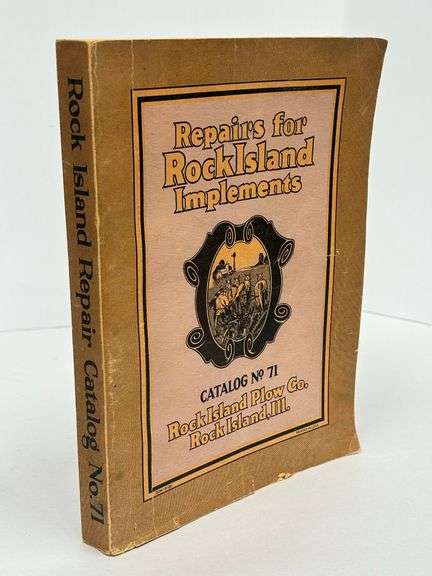 Rock Island Repair Catalog No. 71
Repairs for
Rock Island
Implements
CATALOG Nº 71
Rock Island Plow Co.
Rock Island, Ill.